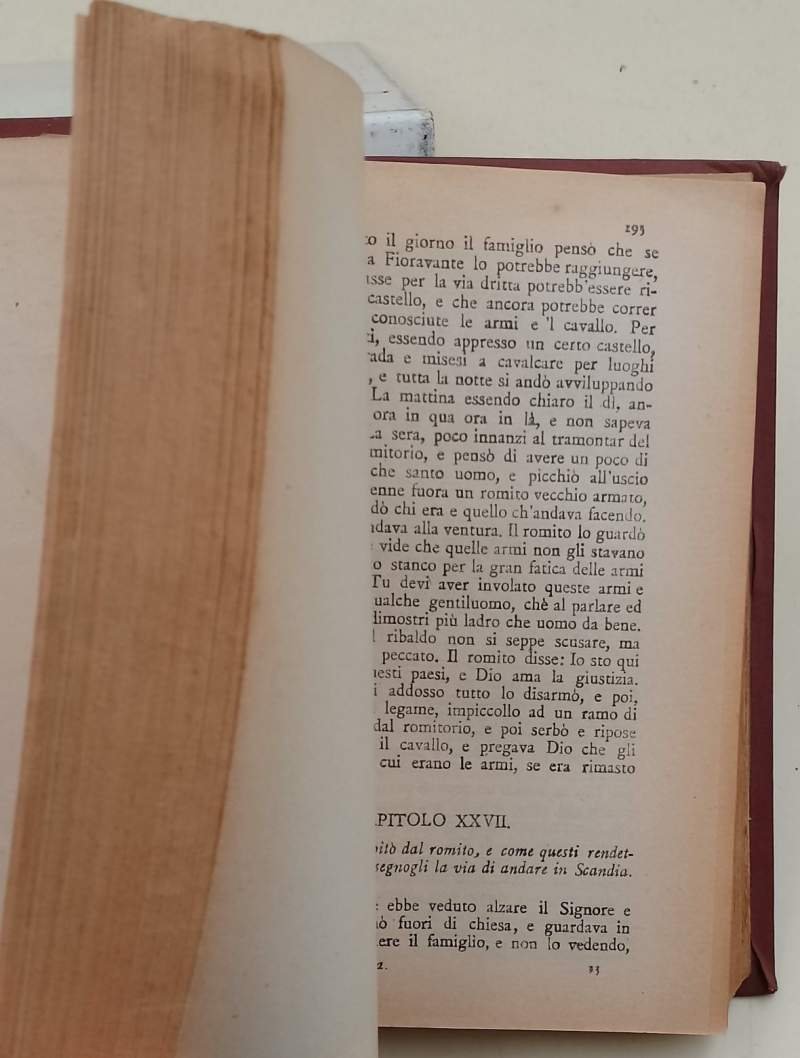 193
il giorno il famiglio pensò che se
a Fioravante lo potrebbe raggiungere,
sse per la via dritta potrebb'essere ri-
castello, e che ancora potrebbe correr
conosciute le armi e 'l cavallo. Per
i, essendo appresso un certo castello,
ada e misesi a cavalcare per luoghi
, e tutta la notte si andò avviluppando
La mattina essendo chiaro il dì, an-
ora in qua ora in là, e non sapeva
a sera, poco innanzi al tramontar del
mitorio, e pensò di avere un poco di
che santo uomo, e picchiò all'uscio
enne fuora un romito vecchio armato,
dò chi era e quello ch'andava facendo.
dava alla ventura. Il romito lo guardò
vide che quelle armi non gli stavano
o stanco per la gran fatica delle armi
Tu devi aver involato queste armi e
ualche gentiluomo, chè al parlare ed
dimostri più ladro che uomo da bene.
l ribaldo non si seppe scusare, ma
peccato. Il romito disse: Io sto qui
esti paesi, e Dio ama la giustizia.
i addosso tutto lo disarmò, e poi,
legame, impiccollo ad un ramo di
dal romitorio, e poi serbò e ripose
il cavallo, e pregava Dio che gli
cui erano le armi, se era rimasto
APITOLO XXVII.
itò dal romito, e come questi rendet-
segnogli la via di andare in Scandia.
: ebbe veduto alzare il Signore e
ò fuori di chiesa, e guardava in
ere il famiglio, e non lo vedendo,
2. 33